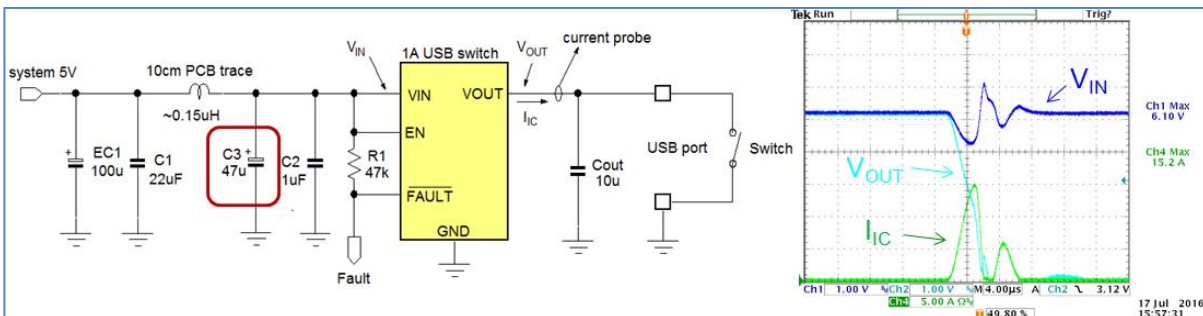 system 5V
10cm PCB trace
~0.15uH
VIN
1A USB switch
VOUT
current probe
VIN
VOUT
IIC
EN
FAULT
GND
EC1
100u
C1
22uF
C3
47u
C2
1uF
R1
47k
Fault
Cout
10u
USB port
Switch
+
+
Tek Run
Trig?
VIN
Ch1 Max
6.10 V
Ch4 Max
15.2 A
VOUT
IIC
Ch1 1.00 V Ch2 1.00 V M 4.00µs A Ch2 3.12 V
Ch4 5.00 A Ω
49.80 %
17 Jul 2016
15:57:31